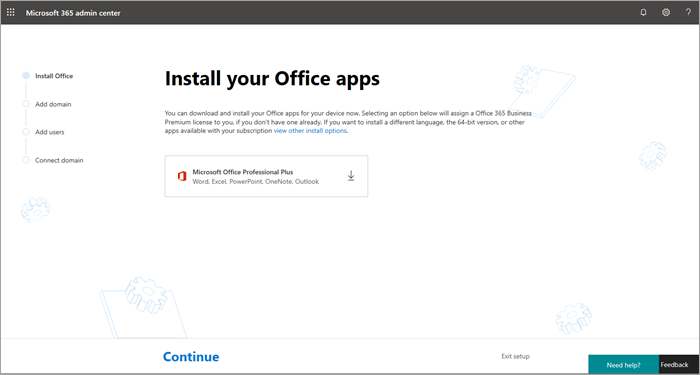 Microsoft 365 admin center
?
Install Office
Add domain
Add users
Connect domain
Install your Office apps
You can download and install your Office apps for your device now. Selecting an option below will assign a Office 365 Business
Premium license to you, if you don't have one already. If you want to install a different language, the 64-bit version, or other
apps available with your subscription view other install options.
Microsoft Office Professional Plus
Word, Excel, PowerPoint, OneNote, Outlook
Continue
Exit setup
Need help?
Feedback